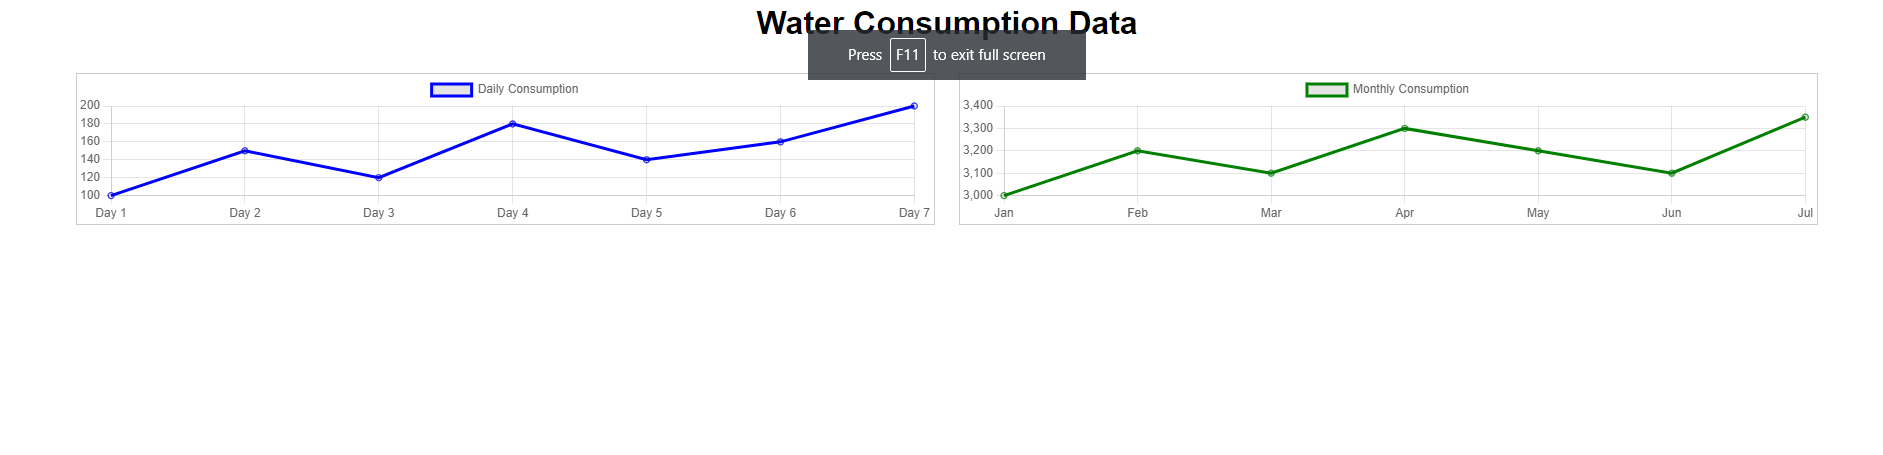 Water Consumption Data
Press F11 to exit full screen
Daily Consumption
200
180
160
140
120
100
Day 1 Day 2 Day 3 Day 4 Day 5 Day 6 Day 7
Monthly Consumption
3,400
3,300
3,200
3,100
3,000
Jan Feb Mar Apr May Jun Jul